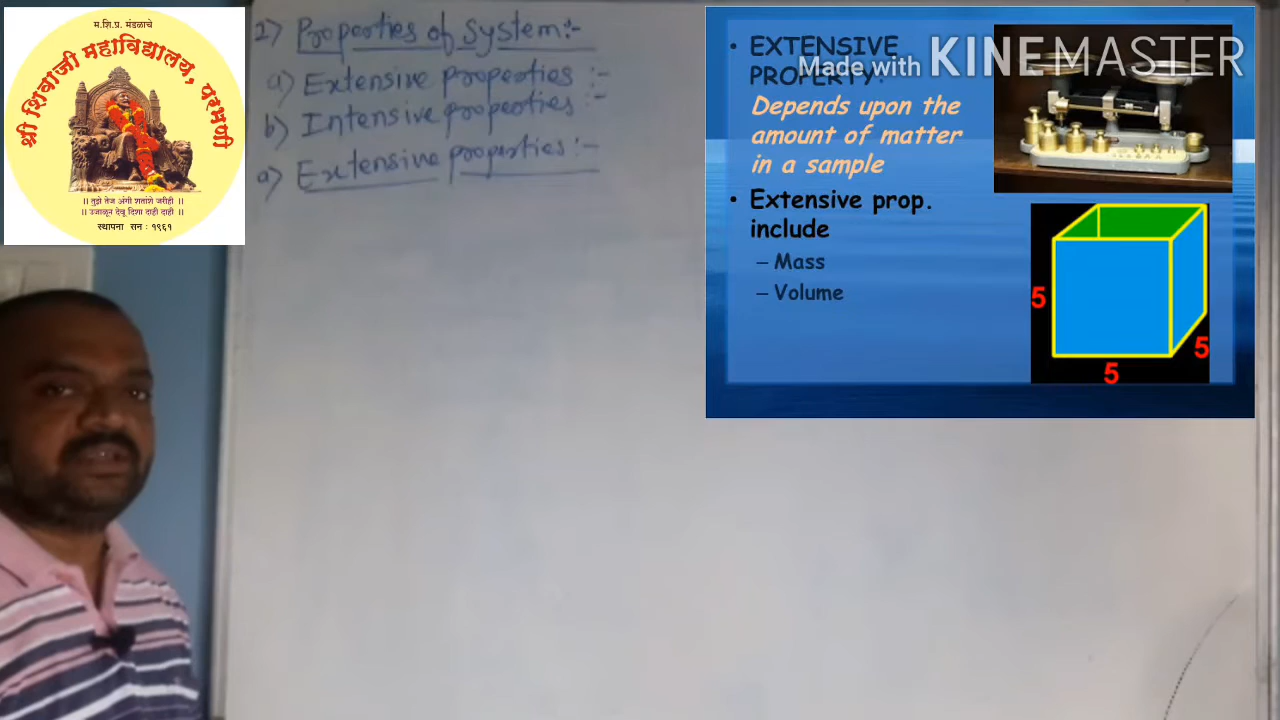 म.शि.प्र. मंडळाचे
श्री शिवाजी महाविद्यालय, परभणी
|| तुझे तेज अंगी शतांशे जरीही ||
|| उजाळून देवू दिशा दाही दाही ||
स्थापना सन : १९६१
2) Properties of System:-
a) Extensive properties :-
b) Intensive properties :-
a) Extensive properties:-
• EXTENSIVE
PROPERTY:
Depends upon the
amount of matter
in a sample
• Extensive prop.
include
– Mass
– Volume
Made with KINEMASTER
5
5
5